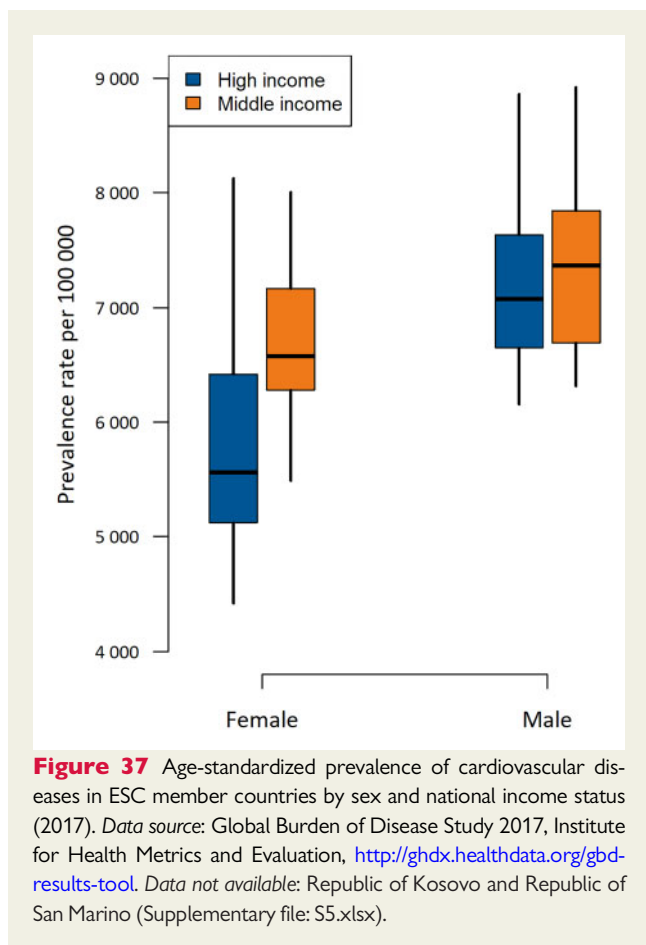 9 000
8 000
7 000
6 000
5 000
4 000
Prevalence rate per 100 000
High income
Middle income
Female
Male
Figure 37 Age-standardized prevalence of cardiovascular dis-
eases in ESC member countries by sex and national income status
(2017). Data source: Global Burden of Disease Study 2017, Institute
for Health Metrics and Evaluation, http://ghdx.healthdata.org/gbd-
results-tool. Data not available: Republic of Kosovo and Republic of
San Marino (Supplementary file: S5.xlsx).